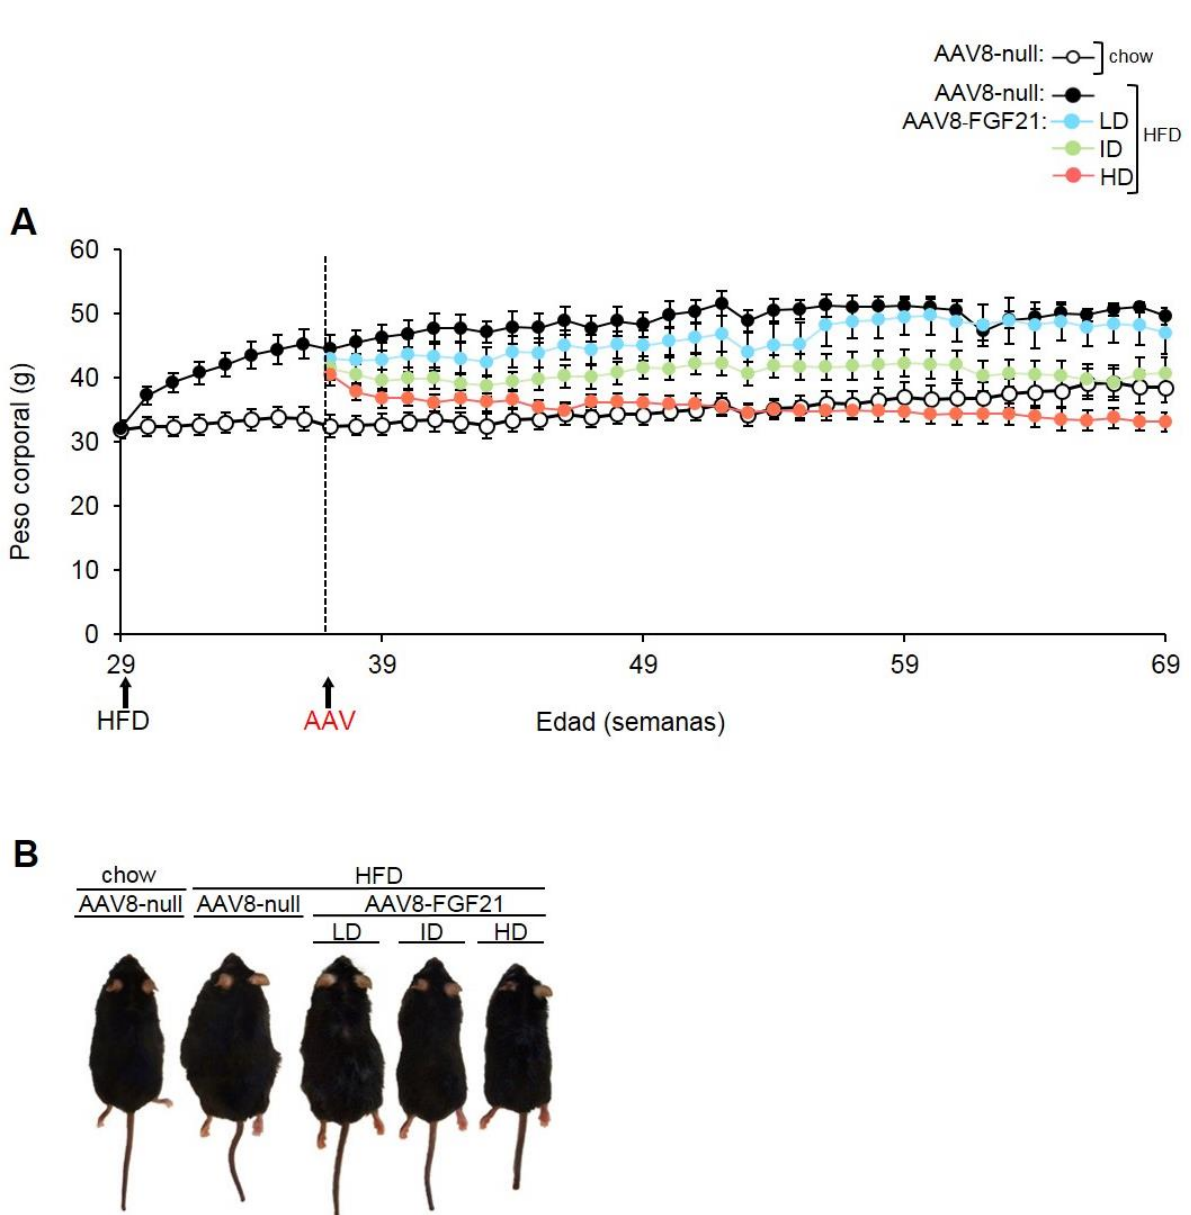 AAV8-null: chow
AAV8-null:
AAV8-FGF21: LD
HFD
ID
HD
A
60
50
40
30
20
10
0
Peso corporal (g)
29 39 49 59 69
HFD AAV Edad (semanas)
B
chow HFD
AAV8-null AAV8-null AAV8-FGF21
LD ID HD